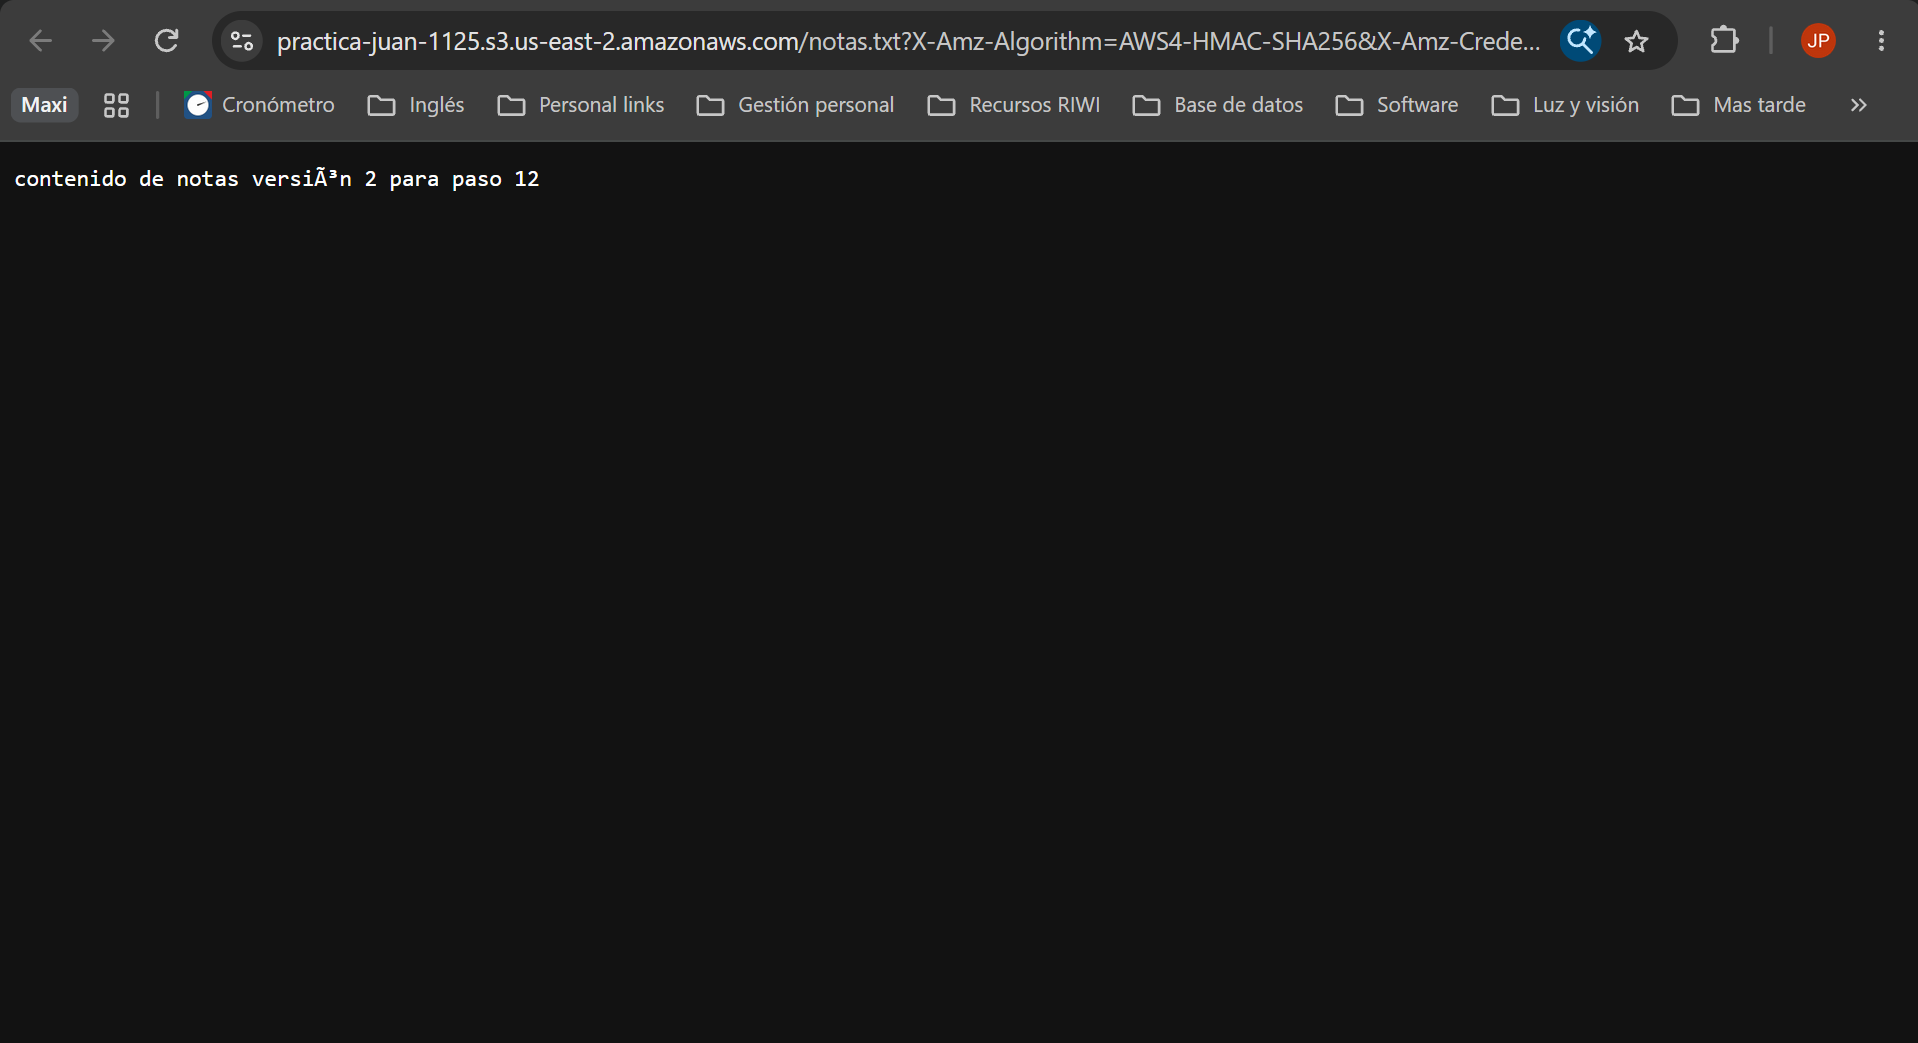 practica-juan-1125.s3.us-east-2.amazonaws.com/notas.txt?X-Amz-Algorithm=AWS4-HMAC-SHA256&X-Amz-Crede...
JP
Maxi
Cronómetro
Inglés
Personal links
Gestión personal
Recursos RIWI
Base de datos
Software
Luz y visión
Mas tarde
contenido de notas versiÃ³n 2 para paso 12